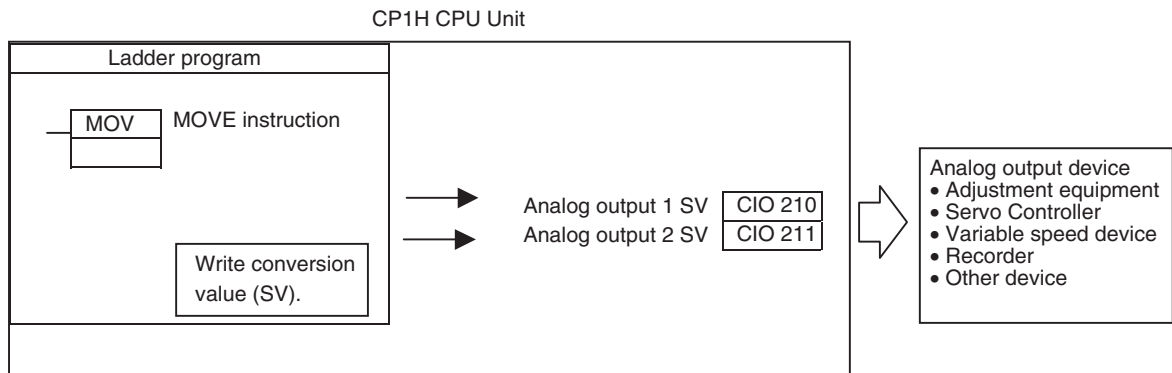 CP1H CPU Unit
Ladder program
MOV MOVE instruction
Write conversion
value (SV).
Analog output 1 SV CIO 210
Analog output 2 SV CIO 211
Analog output device
• Adjustment equipment
• Servo Controller
• Variable speed device
• Recorder
• Other device